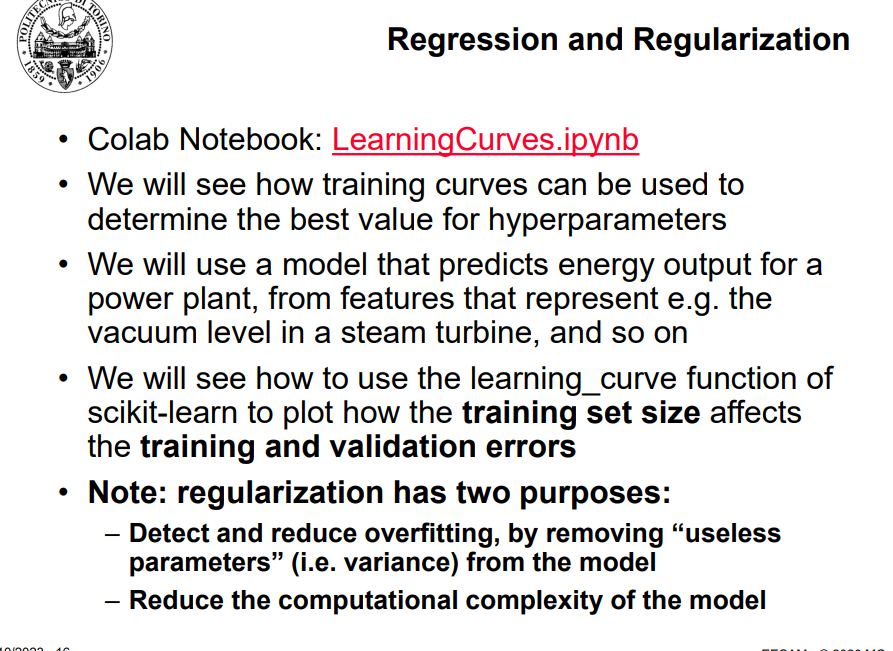 POLITECNICO DI TORINO
1859 1906
Regression and Regularization
• Colab Notebook: LearningCurves.ipynb
• We will see how training curves can be used to
determine the best value for hyperparameters
• We will use a model that predicts energy output for a
power plant, from features that represent e.g. the
vacuum level in a steam turbine, and so on
• We will see how to use the learning_curve function of
scikit-learn to plot how the training set size affects
the training and validation errors
• Note: regularization has two purposes:
– Detect and reduce overfitting, by removing “useless
parameters” (i.e. variance) from the model
– Reduce the computational complexity of the model